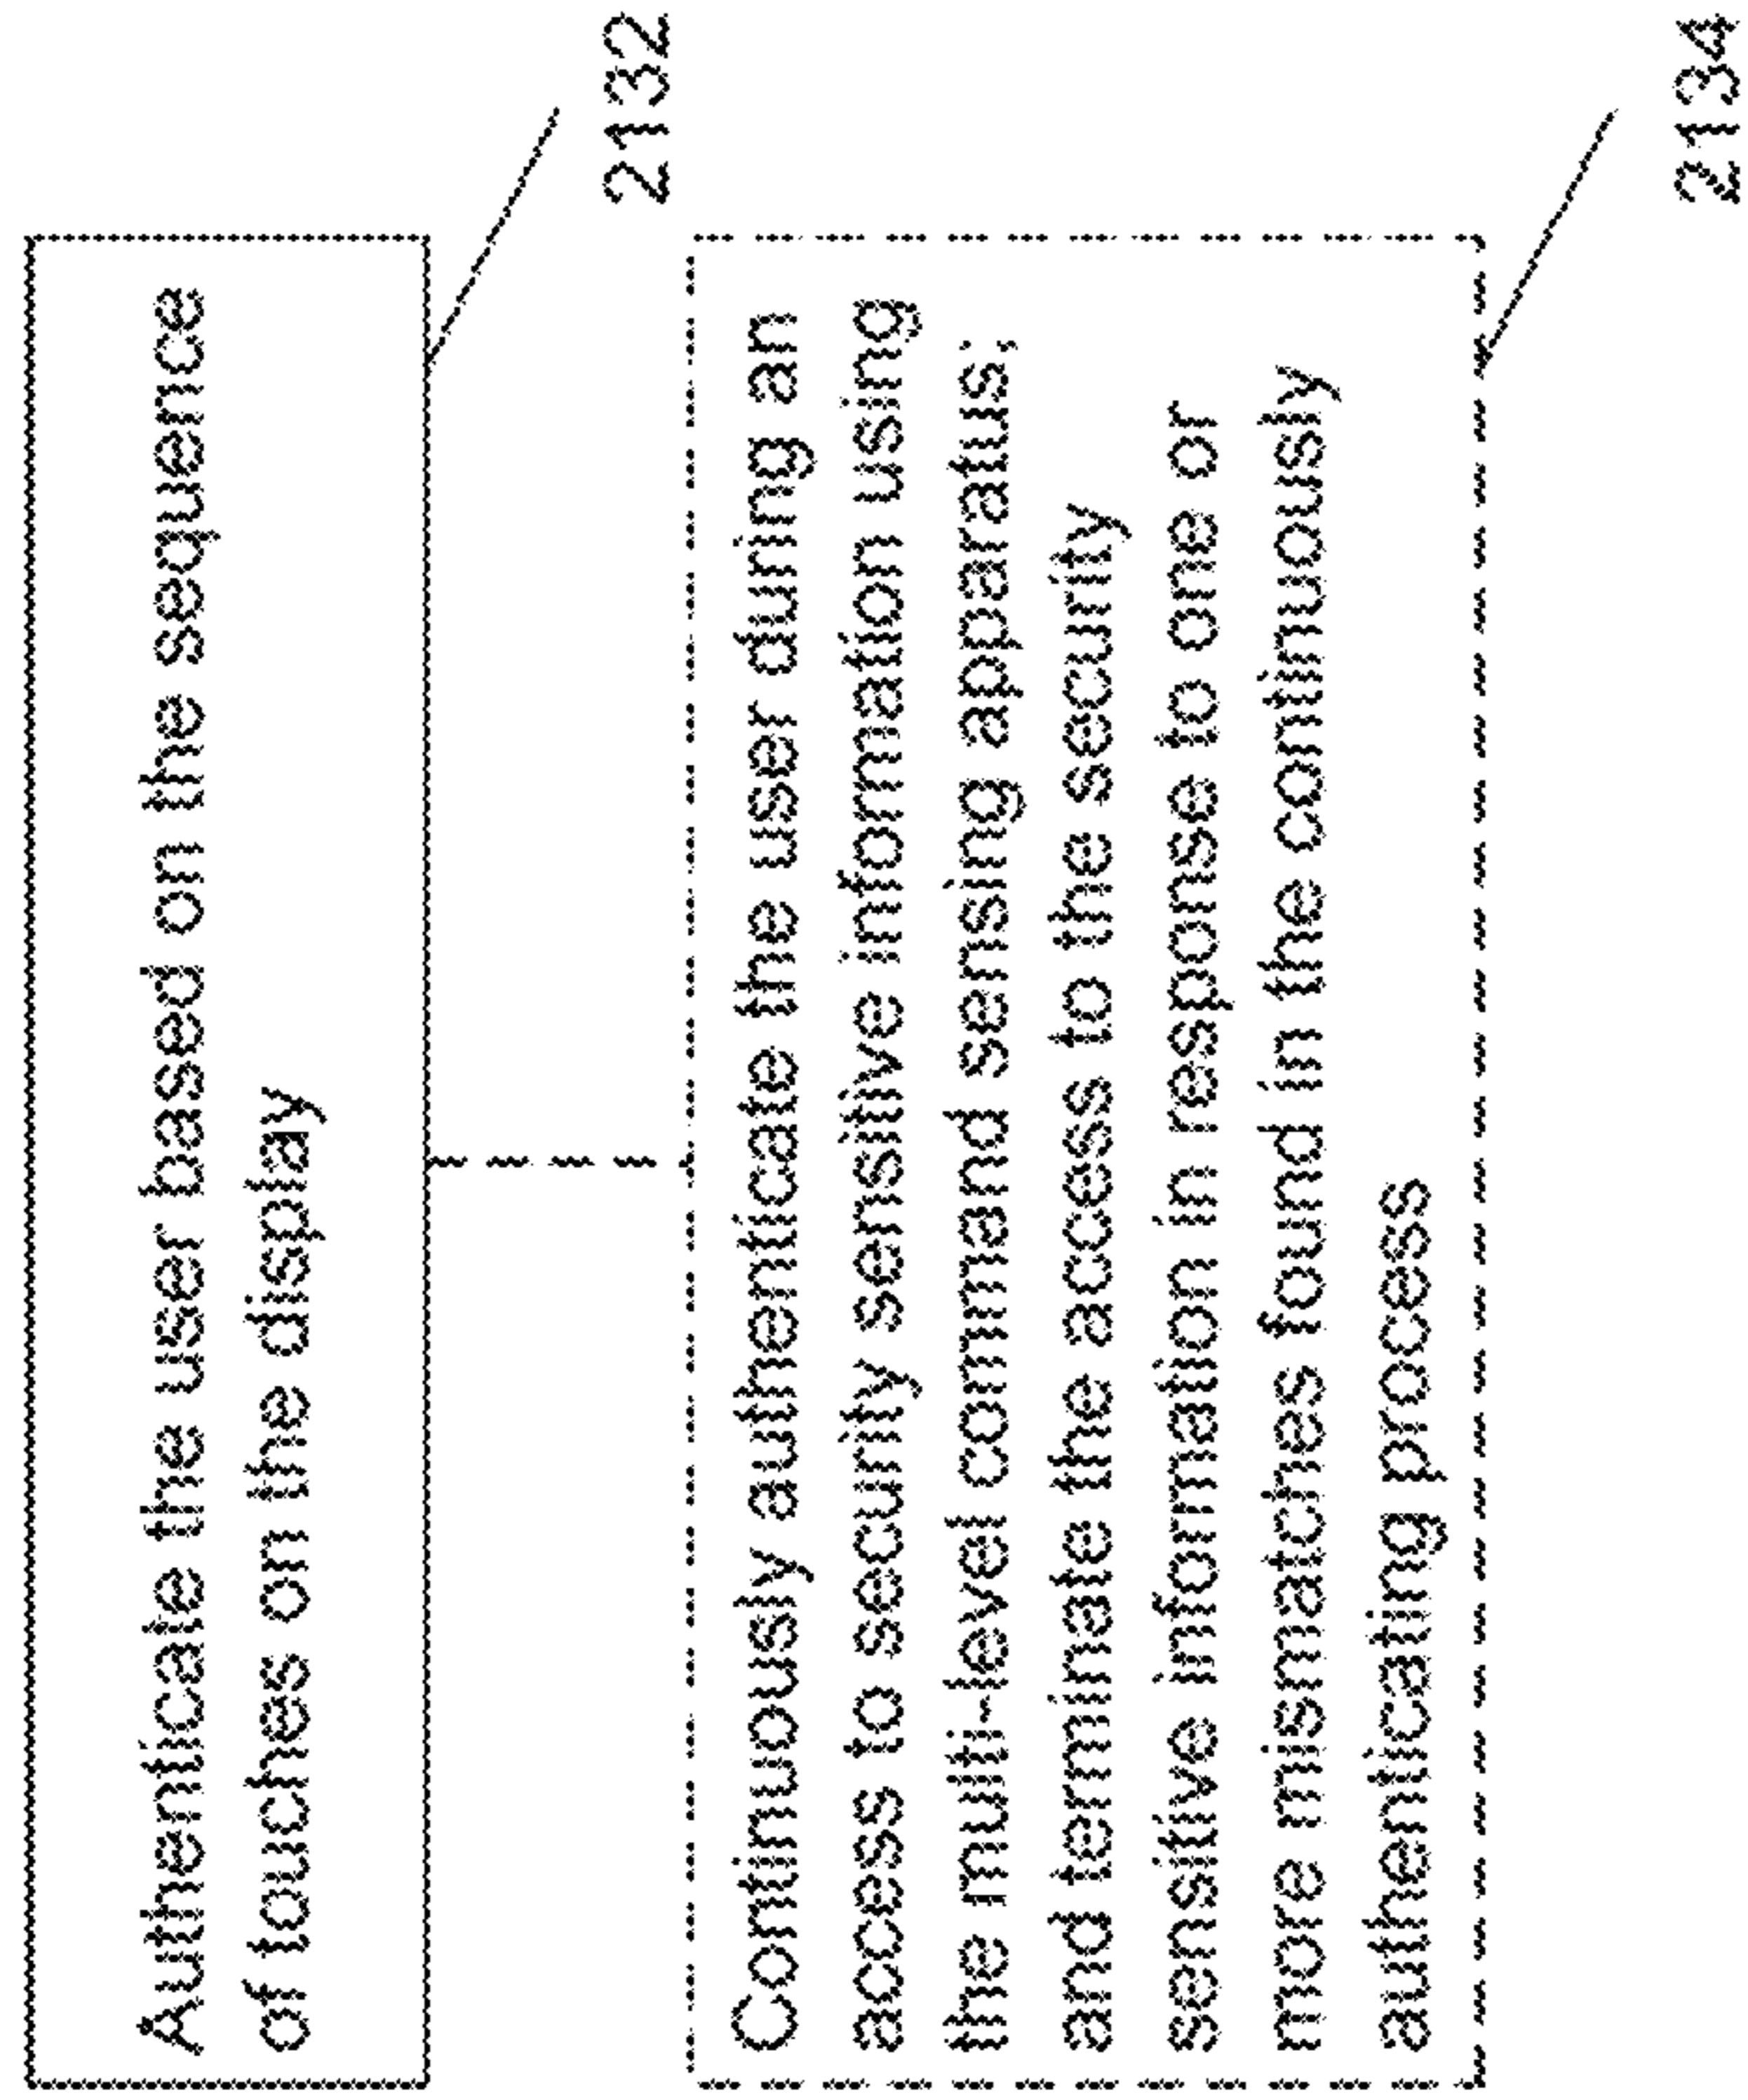 Authenticate the user based on the sequence
of touches on the display
2132
Continuously authenticate the user during an
access to security sensitive information using
the multi-level command sensing apparatus;
and terminate the access to the security
sensitive information in response to one or
more mismatches found in the continuously
authenticating process
2134